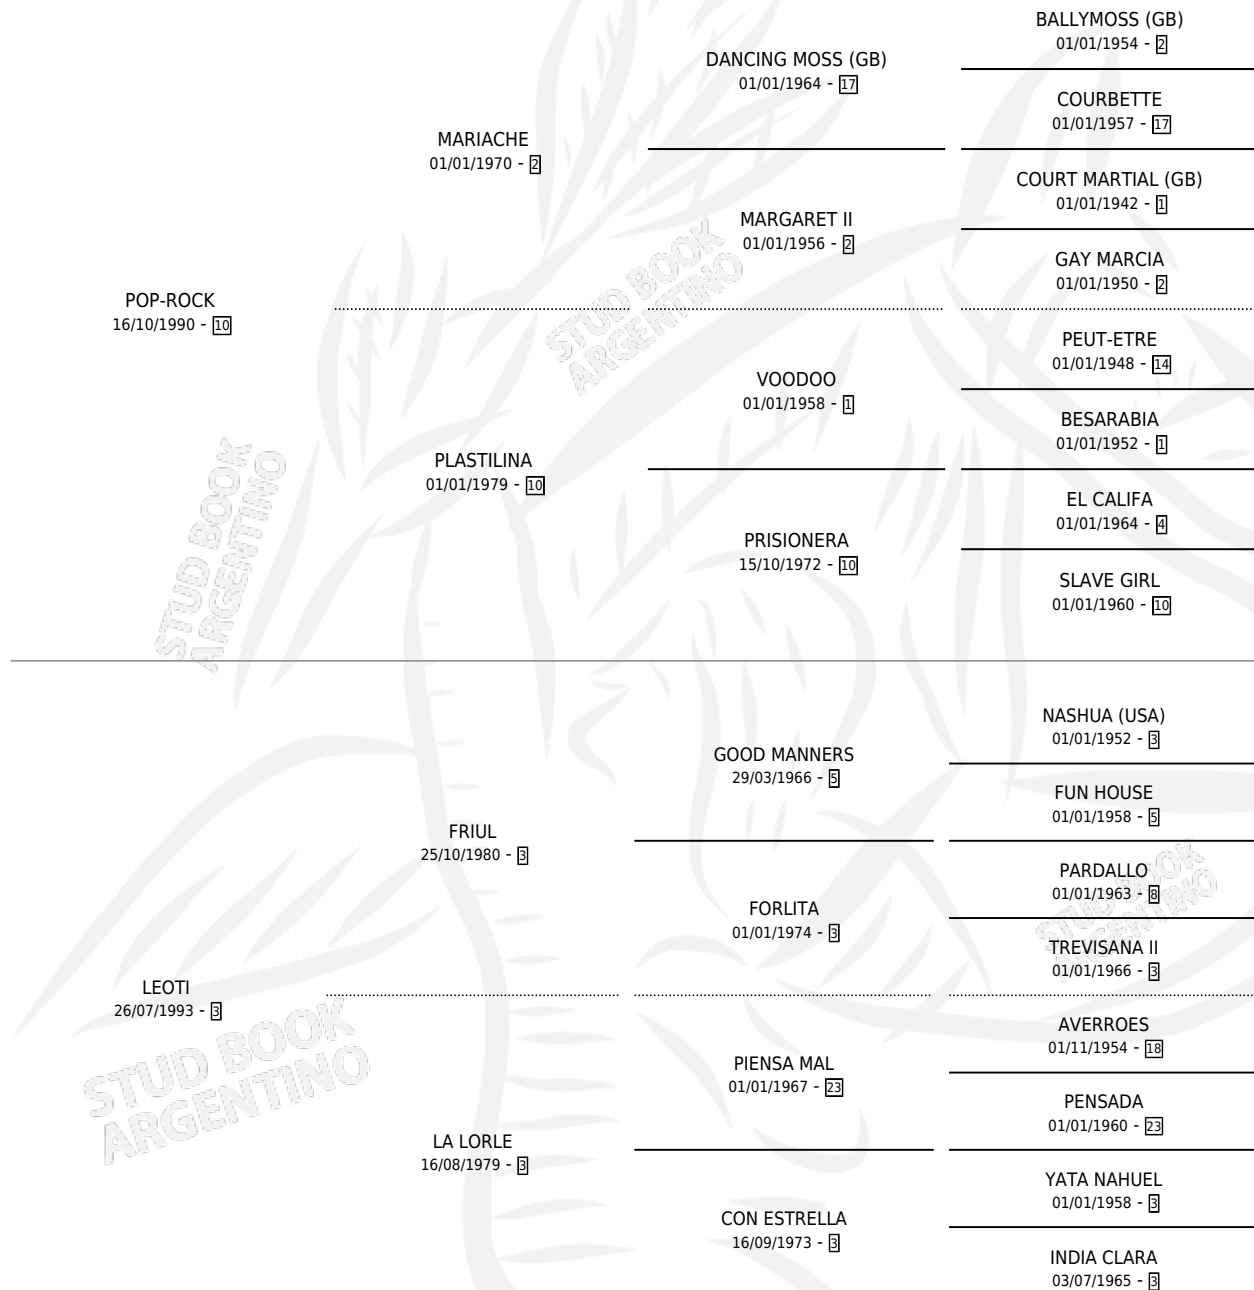 BALLYMOSS (GB)
01/01/1954 - 2
DANCING MOSS (GB)
01/01/1964 - 17
COURBETTE
01/01/1957 - 17
MARIACHE
01/01/1970 - 2
COURT MARTIAL (GB)
01/01/1942 - 1
MARGARET II
01/01/1956 - 2
GAY MARCIA
01/01/1950 - 2
POP-ROCK
16/10/1990 - 10
STUD BOOK
ARGENTINO
PEUT-ETRE
01/01/1948 - 14
VOODOO
01/01/1958 - 1
BESARABIA
01/01/1952 - 1
PLASTILINA
01/01/1979 - 10
EL CALIFA
01/01/1964 - 4
PRISIONERA
15/10/1972 - 10
SLAVE GIRL
01/01/1960 - 10
STUD BOOK
ARGENTINO
NASHUA (USA)
01/01/1952 - 3
GOOD MANNERS
29/03/1966 - 5
FUN HOUSE
01/01/1958 - 5
FRIUL
25/10/1980 - 3
PARDALLO
01/01/1963 - 8
FORLITA
01/01/1974 - 3
STUD BOOK
ARGENTINO
TREVISANA II
01/01/1966 - 3
LEOTI
26/07/1993 - 3
STUD BOOK
ARGENTINO
AVERROES
01/11/1954 - 18
PIENSA MAL
01/01/1967 - 23
PENSADA
01/01/1960 - 23
LA LORLE
16/08/1979 - 3
YATA NAHUEL
01/01/1958 - 3
CON ESTRELLA
16/09/1973 - 3
INDIA CLARA
03/07/1965 - 3